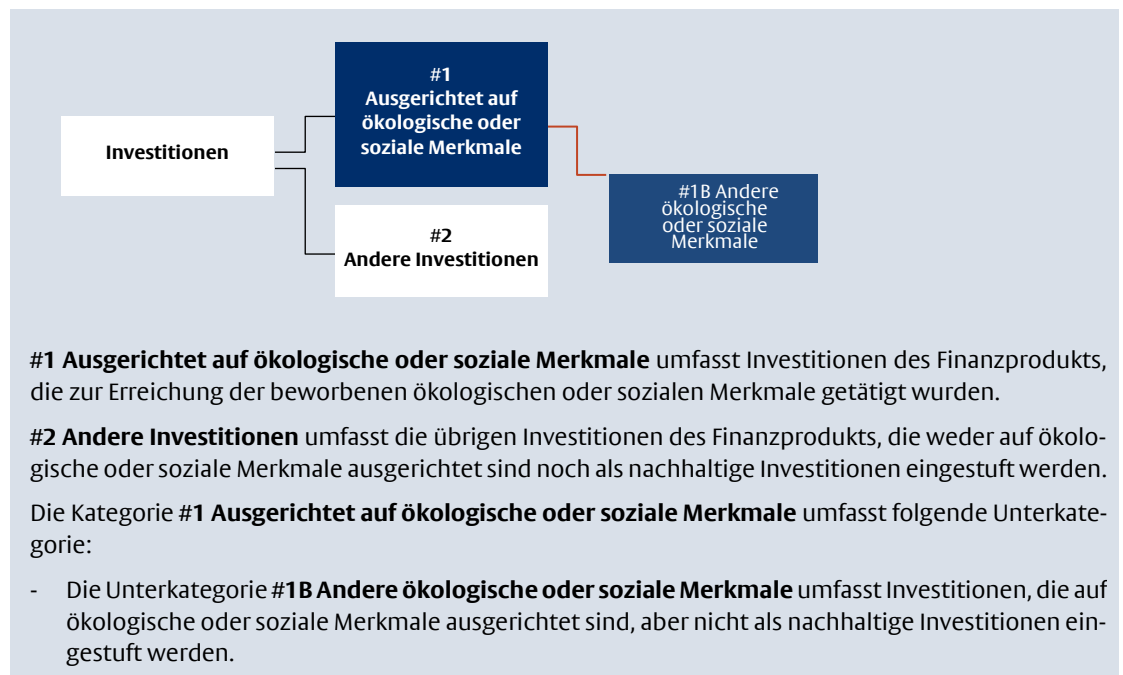 #1
Ausgerichtet auf
ökologische oder
soziale Merkmale
Investitionen
#1B Andere
ökologische
oder soziale
Merkmale
#2
Andere Investitionen
#1 Ausgerichtet auf ökologische oder soziale Merkmale umfasst Investitionen des Finanzprodukts,
die zur Erreichung der beworbenen ökologischen oder sozialen Merkmale getätigt wurden.
#2 Andere Investitionen umfasst die übrigen Investitionen des Finanzprodukts, die weder auf ökolo-
gische oder soziale Merkmale ausgerichtet sind noch als nachhaltige Investitionen eingestuft werden.
Die Kategorie #1 Ausgerichtet auf ökologische oder soziale Merkmale umfasst folgende Unterkate-
gorie:
- Die Unterkategorie #1B Andere ökologische oder soziale Merkmale umfasst Investitionen, die auf
ökologische oder soziale Merkmale ausgerichtet sind, aber nicht als nachhaltige Investitionen ein-
gestuft werden.